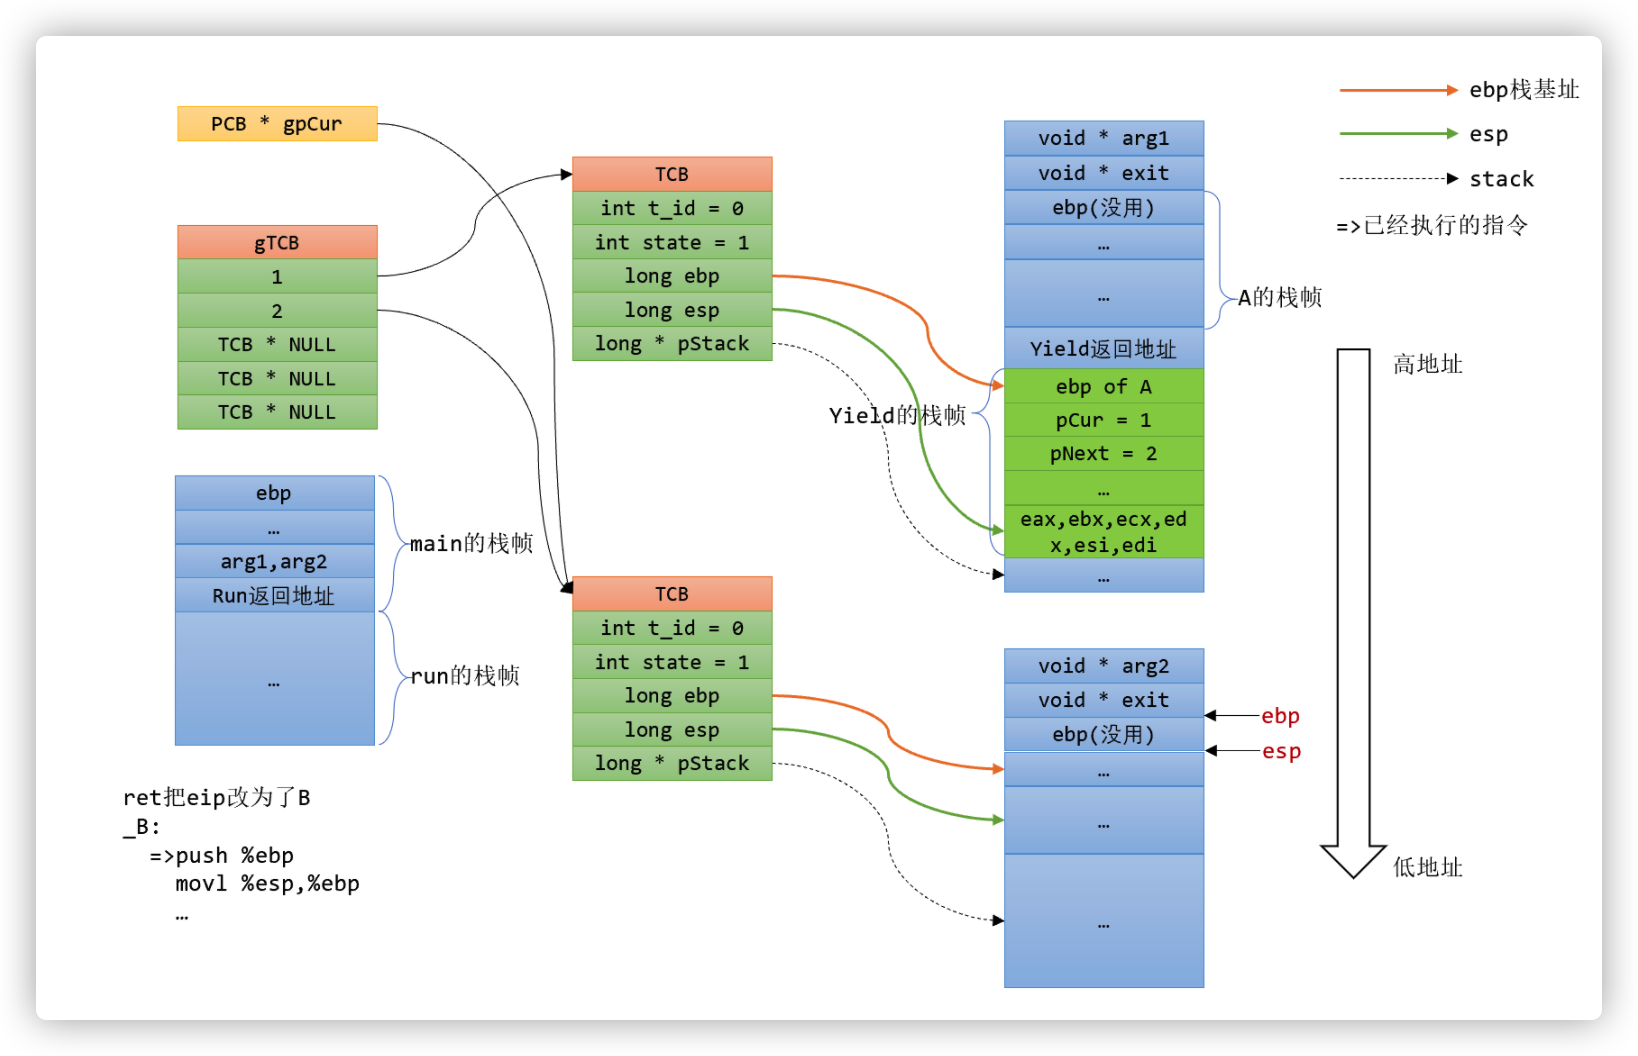 PCB * gpCur
gTCB
1
2
TCB * NULL
TCB * NULL
TCB * NULL
ebp
…
arg1,arg2
Run返回地址
…
main的栈帧
run的栈帧
ret把eip改为了B
_B:
=>push %ebp
movl %esp,%ebp
…
TCB
int t_id = 0
int state = 1
long ebp
long esp
long * pStack
TCB
int t_id = 0
int state = 1
long ebp
long esp
long * pStack
void * arg1
void * exit
ebp(没用)
…
…
Yield返回地址
ebp of A
pCur = 1
pNext = 2
…
eax,ebx,ecx,ed
x,esi,edi
…
A的栈帧
Yield的栈帧
void * arg2
void * exit
ebp(没用)
…
…
…
ebp
esp
ebp栈基址
esp
stack
=>已经执行的指令
高地址
低地址